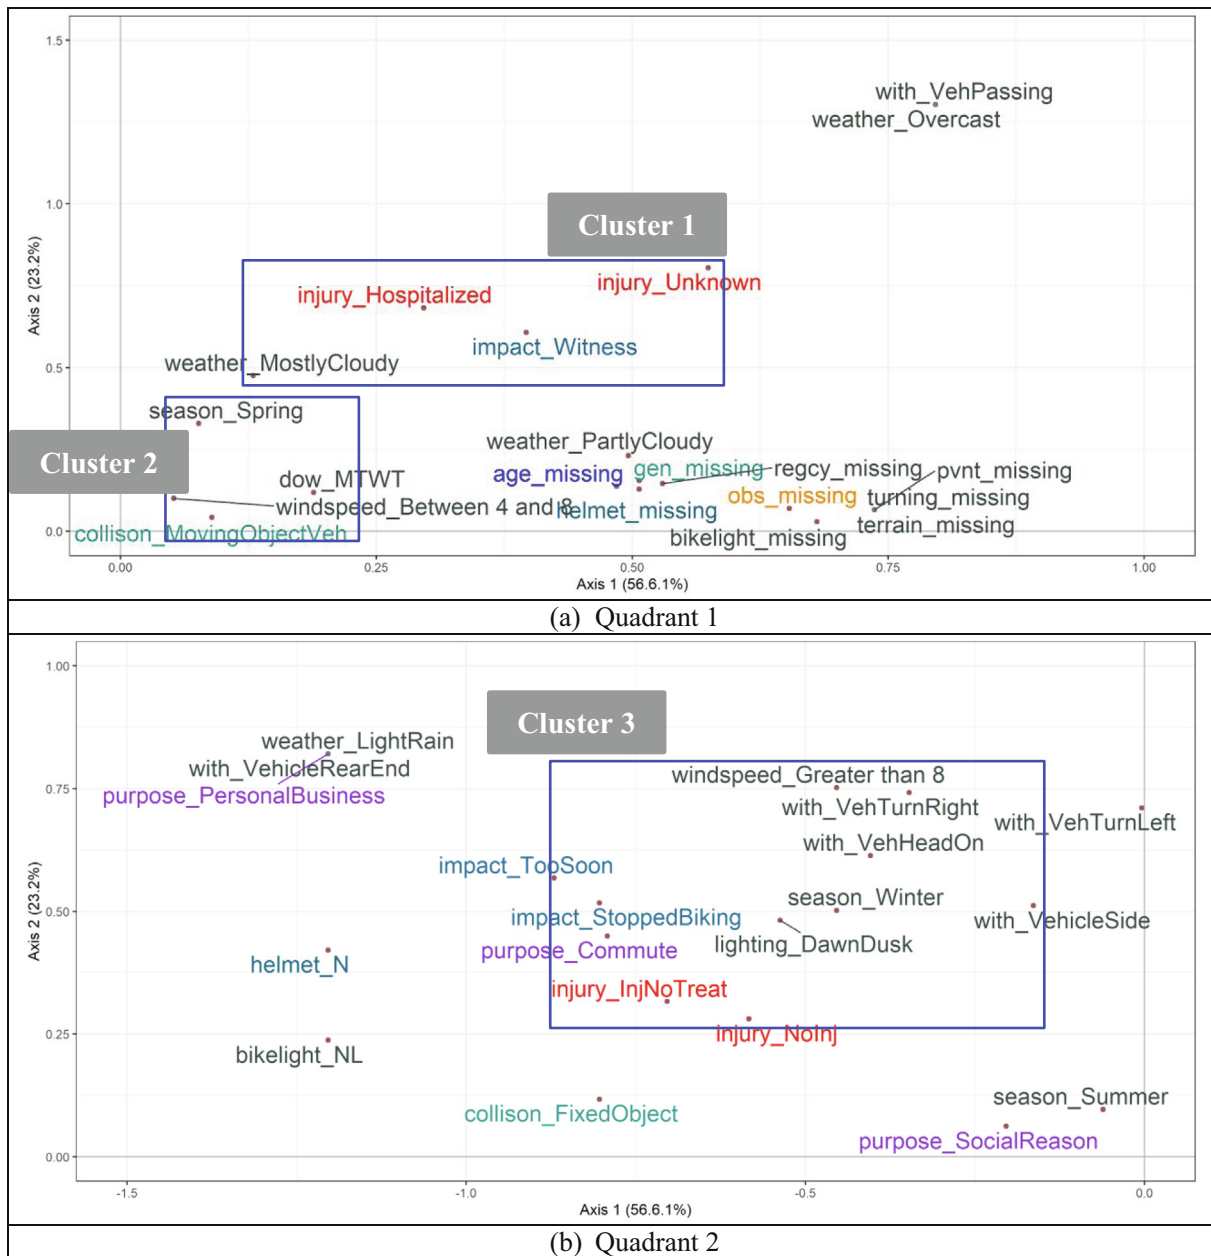 1.5
with_VehPassing
weather_Overcast
1.0
Cluster 1
injury_Unknown
injury_Hospitalized
impact_Witness
Axis 2 (23.2%)
0.5
weather_MostlyCloudy
season_Spring
Cluster 2
weather_PartlyCloudy
age_missing
gen_missing
regcy_missing
pvnt_missing
dow_MTWT
obs_missing
turning_missing
windspeed_Between 4 and 8
helmet_missing
terrain_missing
collison_MovingObjectVeh
bikelight_missing
0.0
0.00 0.25 0.50 0.75 1.00
Axis 1 (56.6.1%)
(a) Quadrant 1
1.00
Cluster 3
weather_LightRain
with_VehicleRearEnd
purpose_PersonalBusiness
0.75
windspeed_Greater than 8
with_VehTurnRight
with_VehTurnLeft
with_VehHeadOn
impact_TooSoon
season_Winter
Axis 2 (23.2%)
0.50
impact_StoppedBiking
with_VehicleSide
purpose_Commute
lighting_DawnDusk
helmet_N
injury_InjNoTreat
injury_NoInj
0.25
bikelight_NL
season_Summer
collison_FixedObject
purpose_SocialReason
0.00
-1.5 -1.0 -0.5 0.0
Axis 1 (56.6.1%)
(b) Quadrant 2